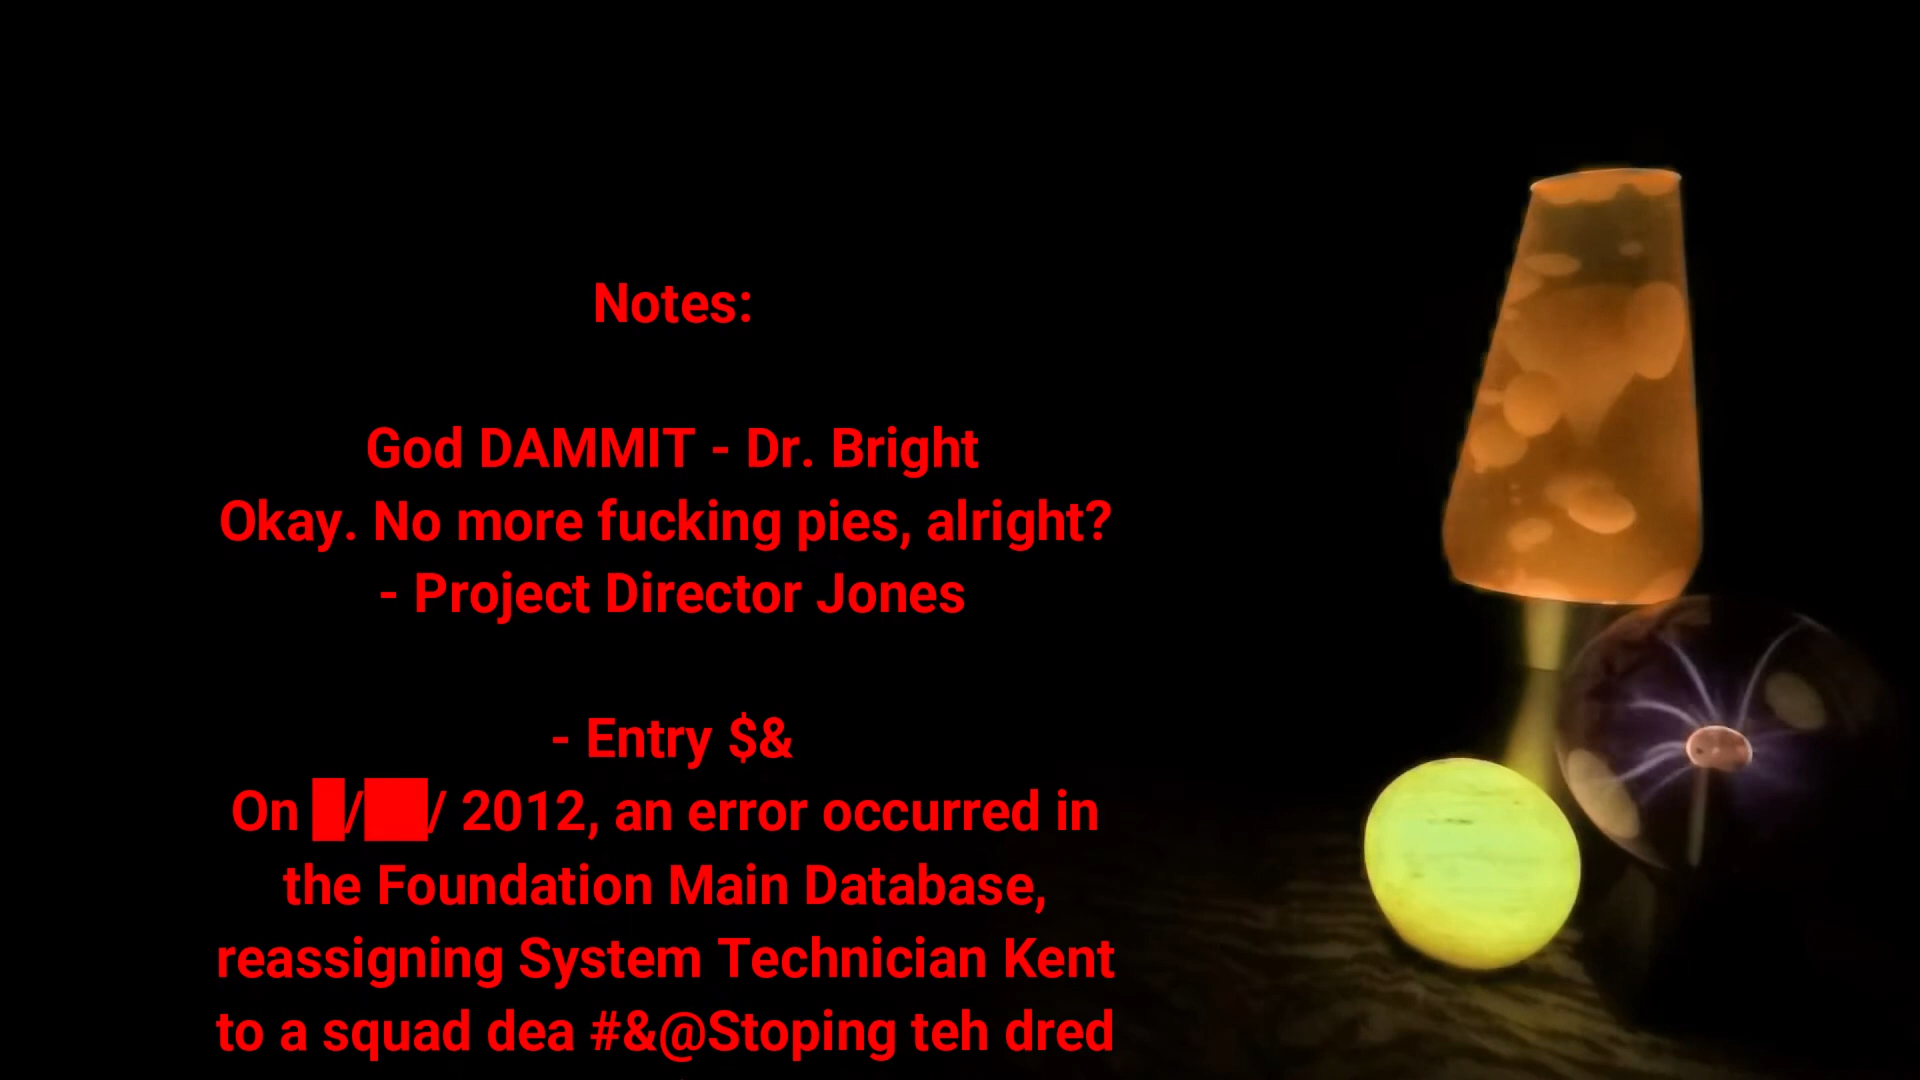 Notes:
God DAMMIT - Dr. Bright
Okay. No more fucking pies, alright?
- Project Director Jones
- Entry $&
On █/██/ 2012, an error occurred in
the Foundation Main Database,
reassigning System Technician Kent
to a squad dea #&@Stoping teh dred